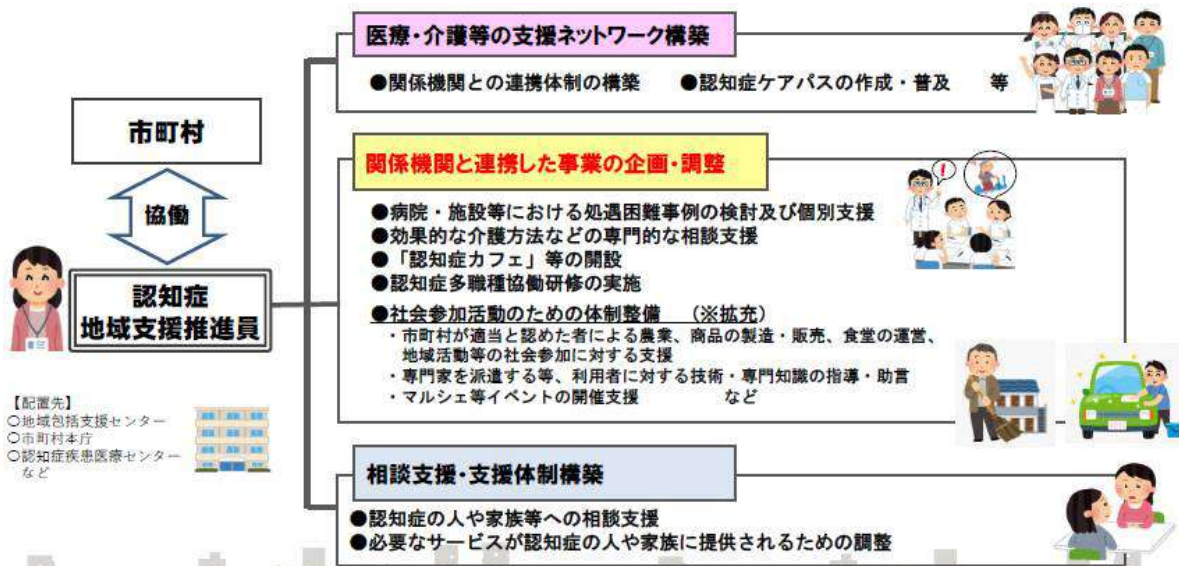 医療・介護等の支援ネットワーク構築
●関係機関との連携体制の構築　●認知症ケアパスの作成・普及　等
市町村
協働
認知症
地域支援推進員
【配置先】
〇地域包括支援センター
〇市町村本庁
〇認知症疾患医療センター
など
関係機関と連携した事業の企画・調整
●病院・施設等における処遇困難事例の検討及び個別支援
●効果的な介護方法などの専門的な相談支援
●「認知症カフェ」等の開設
●認知症多職種協働研修の実施
●社会参加活動のための体制整備　（※拡充）
・市町村が適当と認めた者による農業、商品の製造・販売、食堂の運営、
地域活動等の社会参加に対する支援
・専門家を派遣する等、利用者に対する技術・専門知識の指導・助言
・マルシェ等イベントの開催支援　など
!
相談支援・支援体制構築
●認知症の人や家族等への相談支援
●必要なサービスが認知症の人や家族に提供されるための調整